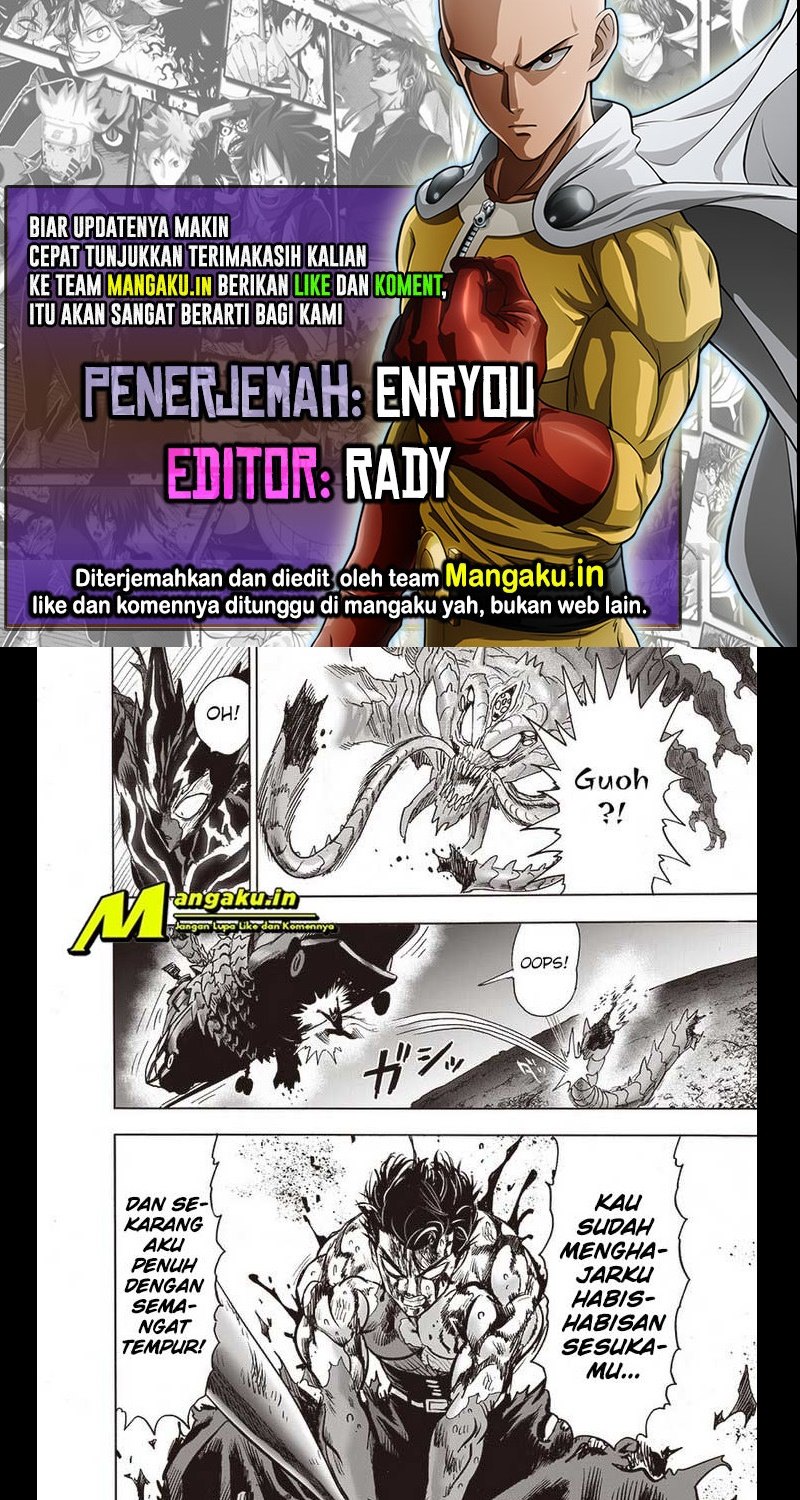 BIAR UPDATENYA MAKIN
CEPAT TUNJUKKAN TERIMAKASIH KALIAN
KE TEAM MANGAKU.in BERIKAN LIKE DAN KOMENT,
ITU AKAN SANGAT BERARTI BAGI KAMI
PENERJEMAH: ENRYOU
EDITOR: RADY
Diterjemahkan dan diedit oleh team Mangaku.in
like dan komennya ditunggu di mangaku yah, bukan web lain.
OH!
Guoh
?!
Mangaku.in
Jangan Lupa Like dan Komennya
OOPS!
ガシッ
KAU
SUDAH
MENGHA-
JARKU
HABIS-
HABISAN
SESUKA-
MU...
DAN SE-
KARANG
AKU
PENUH
DENGAN
SEMA-
NGAT
TEMPUR!